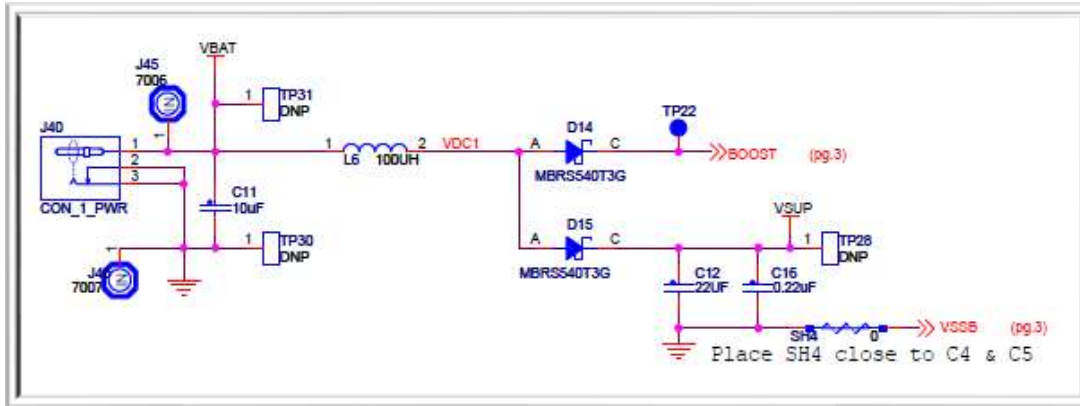 VBAT
J45
7006
1
TP31
DNP
1
J40
1
2
3
CON_1_PWR
1
L6
100UH
2
VDC1
A
D14
C
MBRS540T3G
TP22
BOOST (pg.3)
C11
10uF
1
TP30
DNP
1
7007
A
D15
C
MBRS540T3G
VSUP
1
TP28
DNP
C12
22UF
C16
0.22uF
SH4
0
VSSB (pg.3)
Place SH4 close to C4 & C5